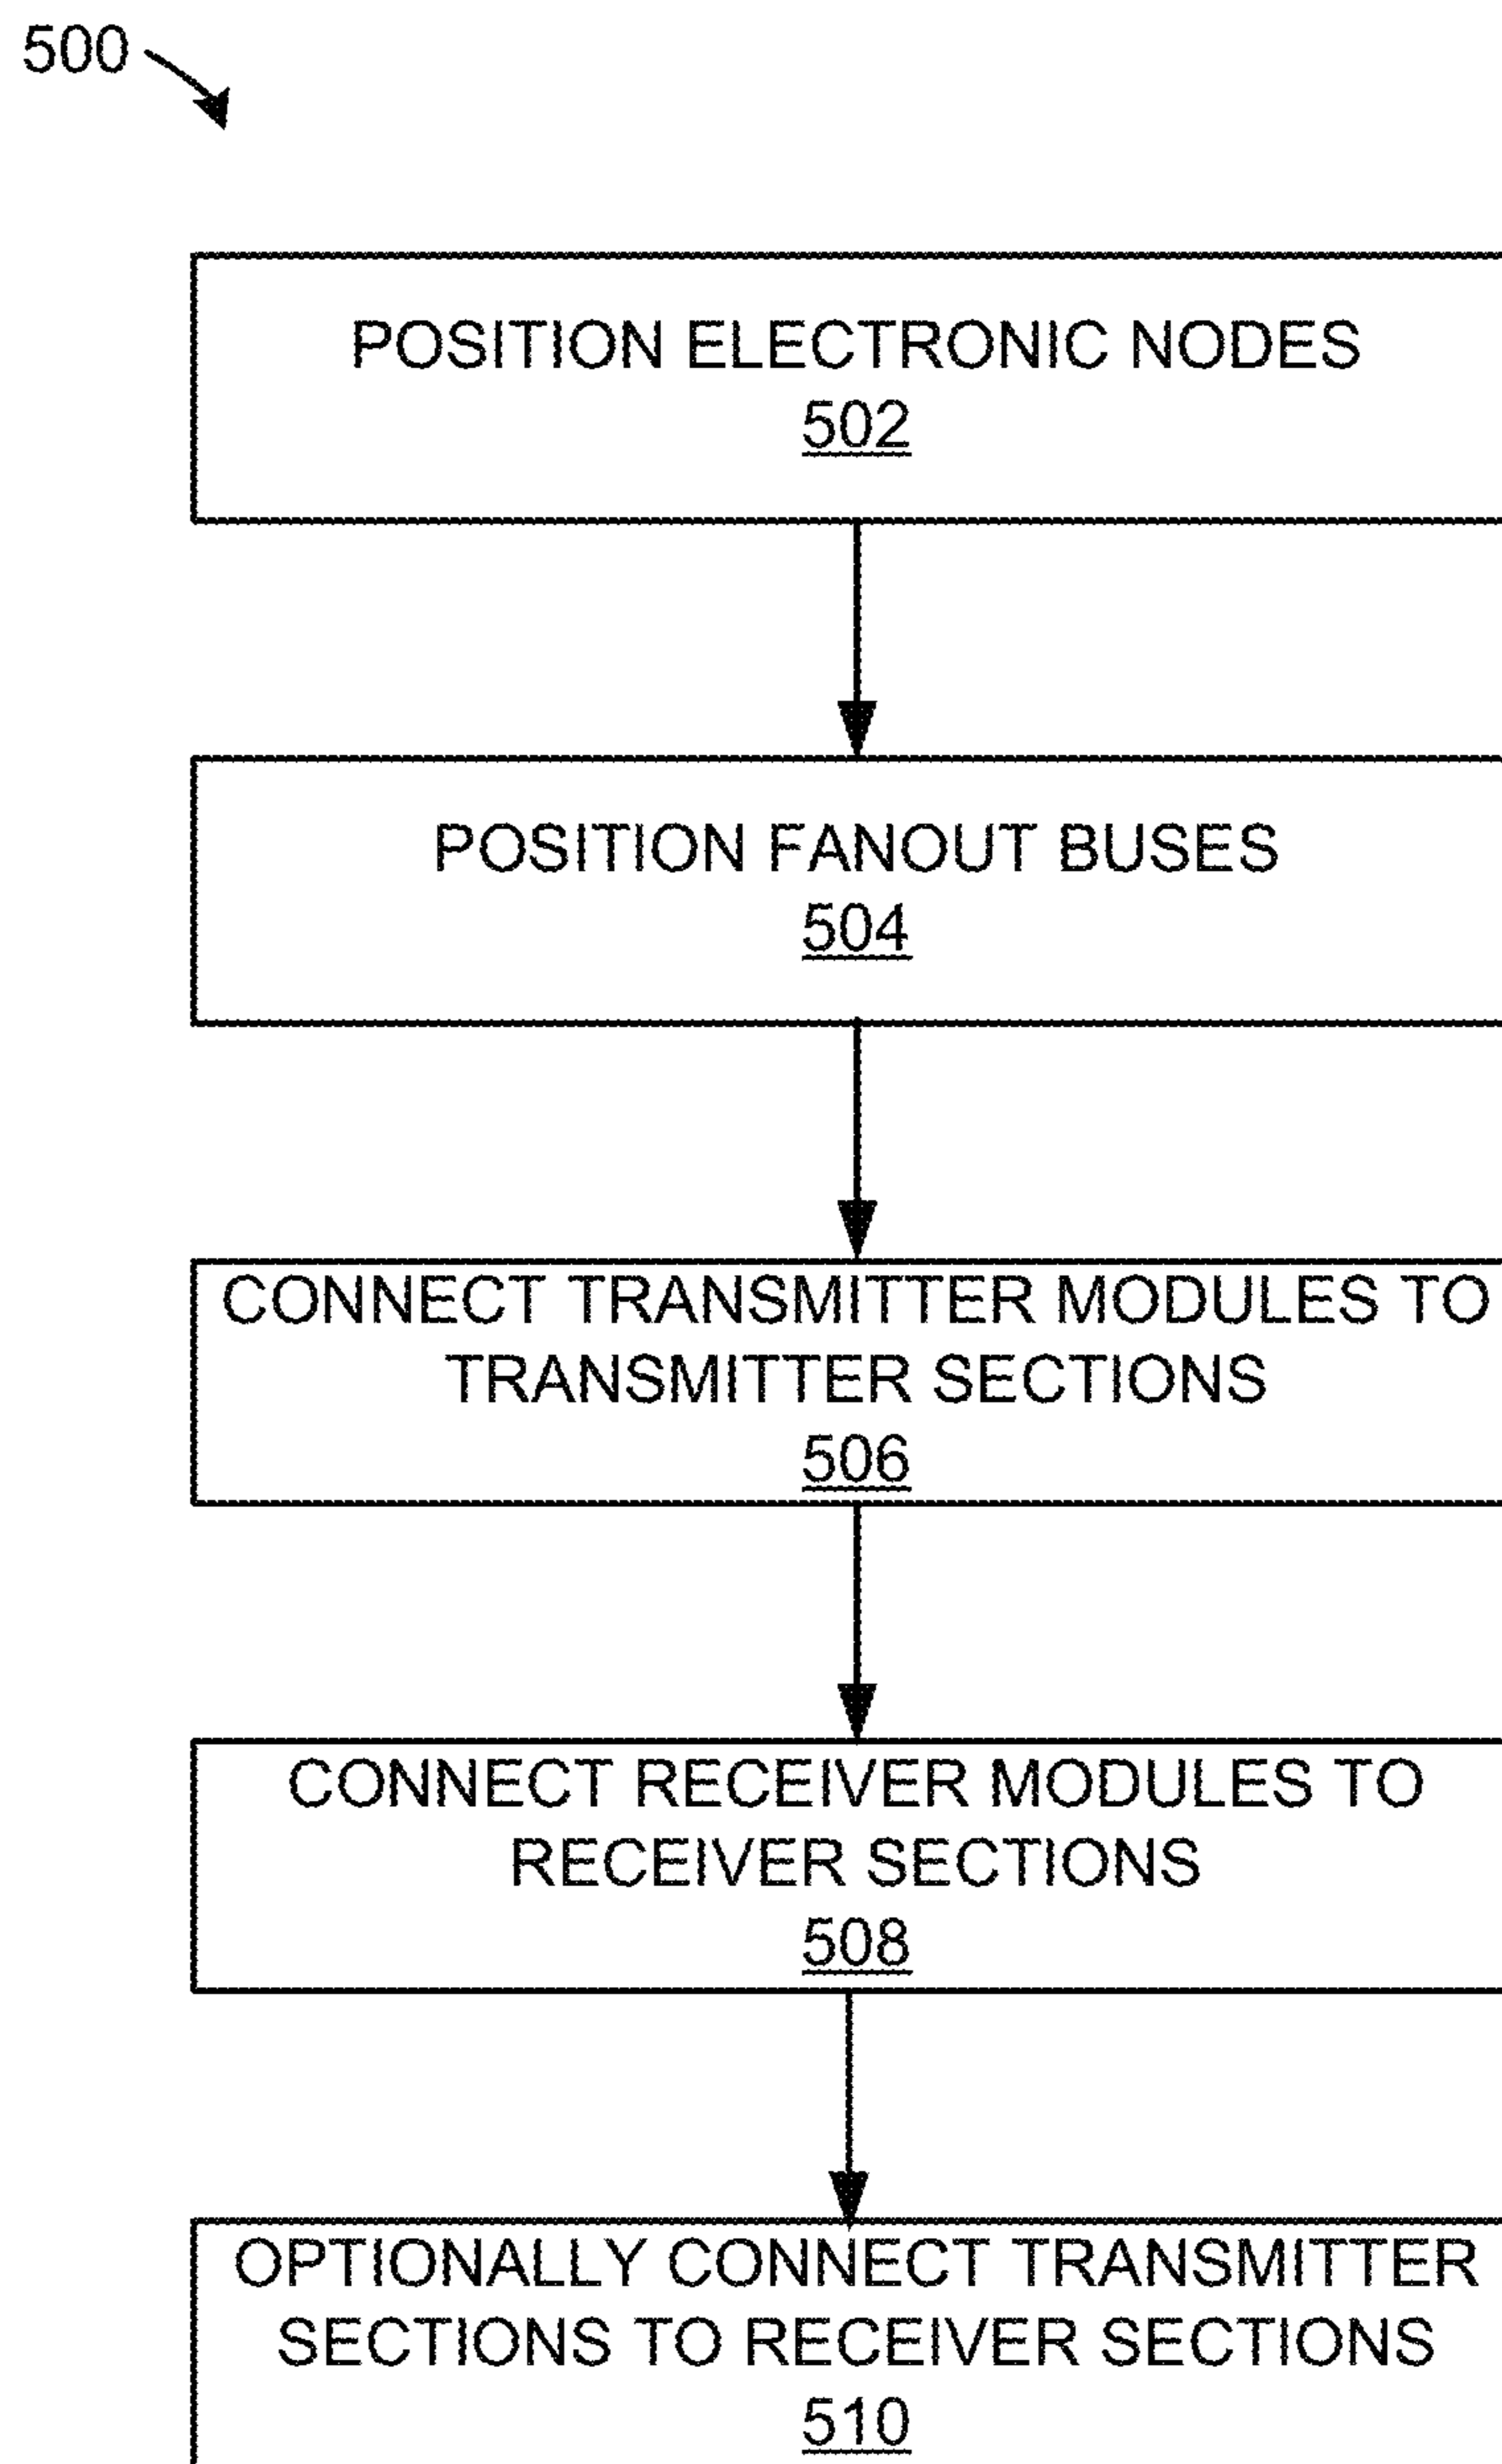 500
POSITION ELECTRONIC NODES
502
POSITION FANOUT BUSES
504
CONNECT TRANSMITTER MODULES TO
TRANSMITTER SECTIONS
506
CONNECT RECEIVER MODULES TO
RECEIVER SECTIONS
508
OPTIONALLY CONNECT TRANSMITTER
SECTIONS TO RECEIVER SECTIONS
510